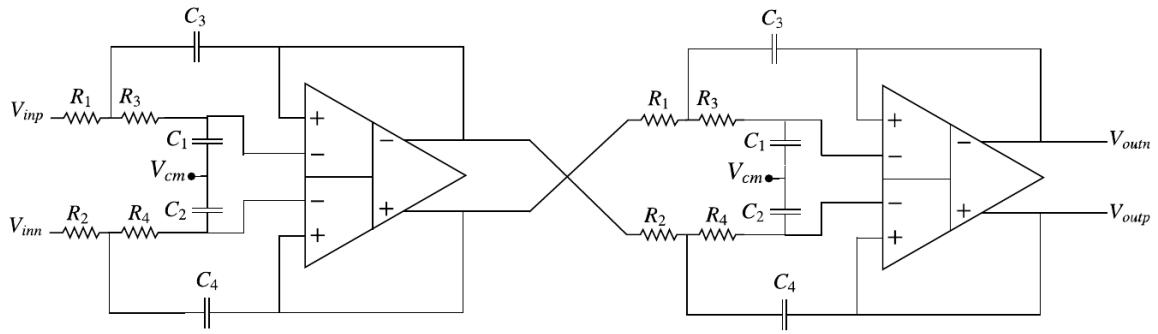 C3 C3
R1 R3 R1 R3
Vinp + C1 − + C1 − Voutn
− −
Vcm Vcm
R2 R4 C2 − + R2 R4 C2 − + Voutp
Vinn + +
C4 C4